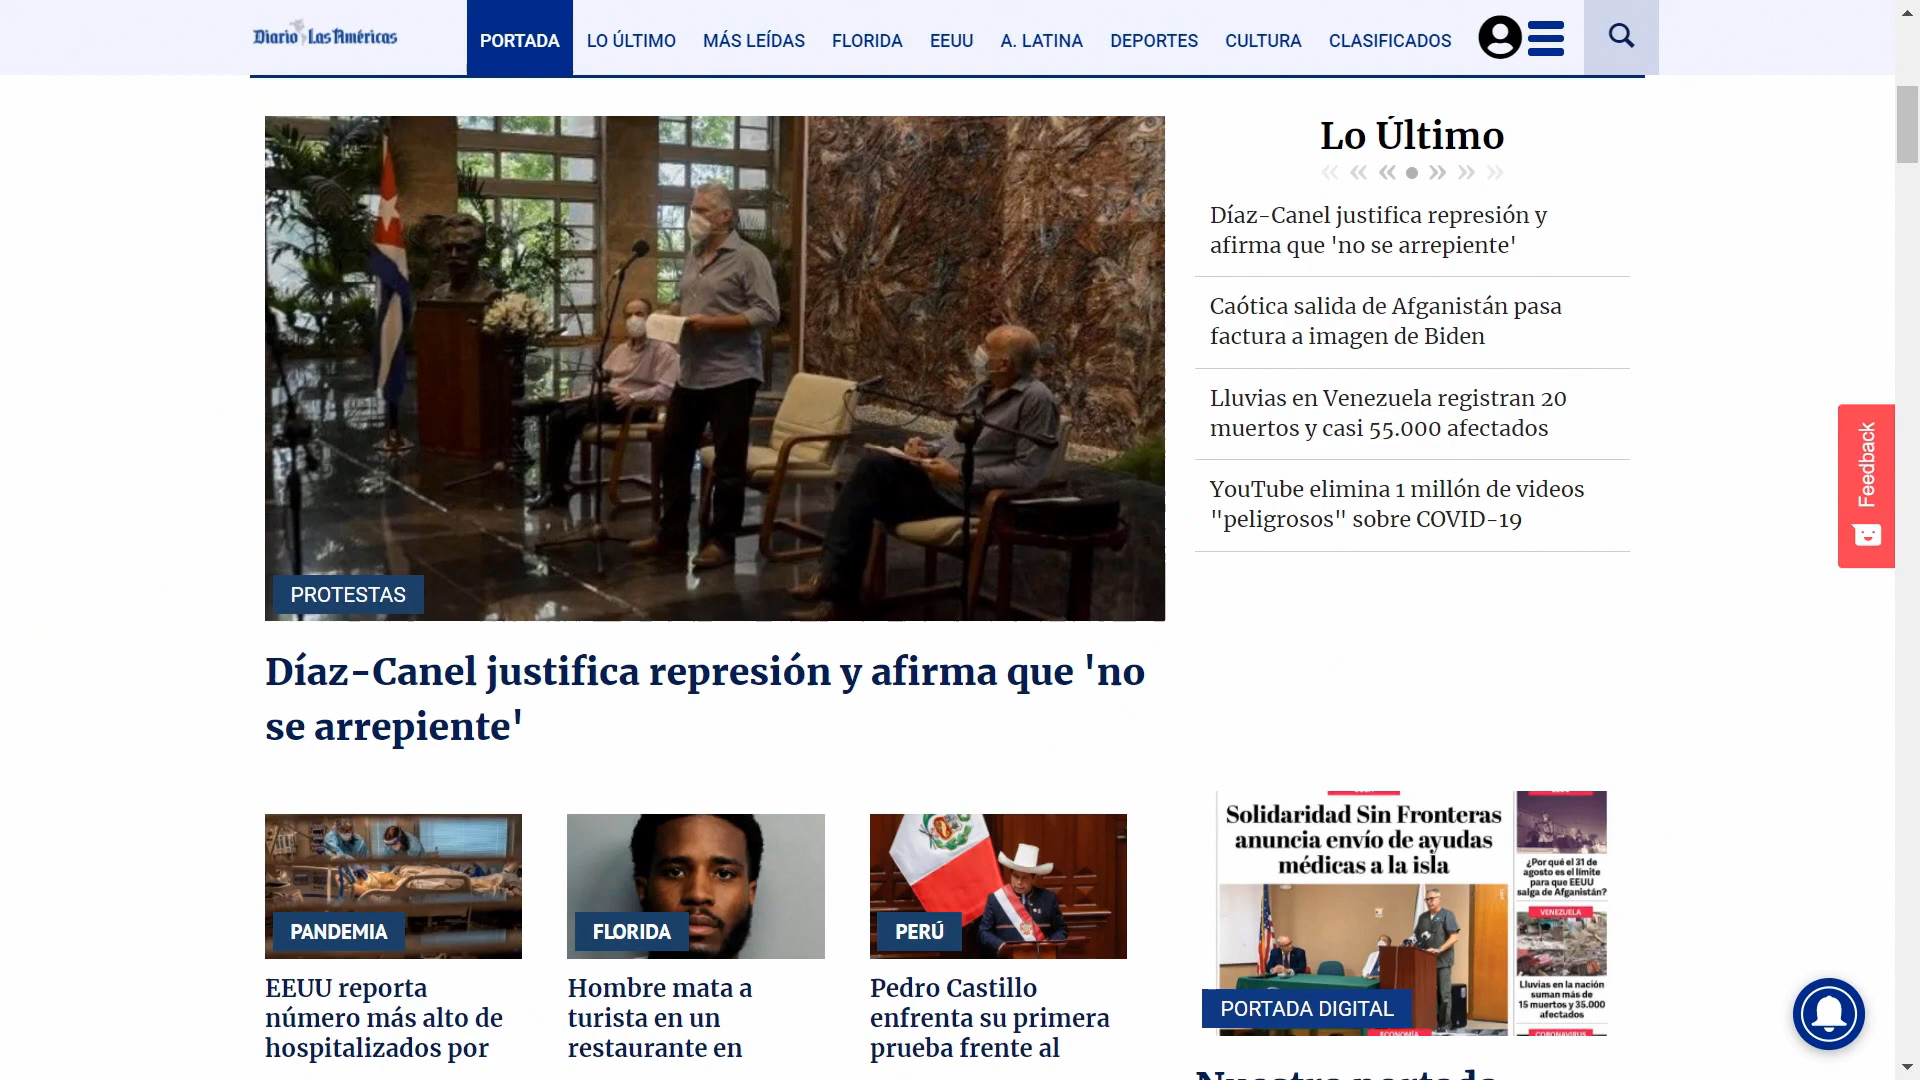 Diario Las Américas
PORTADA
LO ÚLTIMO
MÁS LEÍDAS
FLORIDA
EEUU
A. LATINA
DEPORTES
CULTURA
CLASIFICADOS
PROTESTAS
Díaz-Canel justifica represión y afirma que 'no
se arrepiente'
Lo Último
Díaz-Canel justifica represión y
afirma que 'no se arrepiente'
Caótica salida de Afganistán pasa
factura a imagen de Biden
Lluvias en Venezuela registran 20
muertos y casi 55.000 afectados
YouTube elimina 1 millón de videos
"peligrosos" sobre COVID-19
Feedback
PANDEMIA
EEUU reporta
número más alto de
hospitalizados por
FLORIDA
Hombre mata a
turista en un
restaurante en
PERÚ
Pedro Castillo
enfrenta su primera
prueba frente al
Solidaridad Sin Fronteras
anuncia envío de ayudas
médicas a la isla
¿Por qué el 31 de
agosto es el límite
para que EEUU
salga de Afganistán?
VENEZUELA
Lluvias en la nación
suman más de
15 muertos y 35.000
afectados
CORONAVIRUS
ECONOMÍA
PORTADA DIGITAL
Nuestra portada